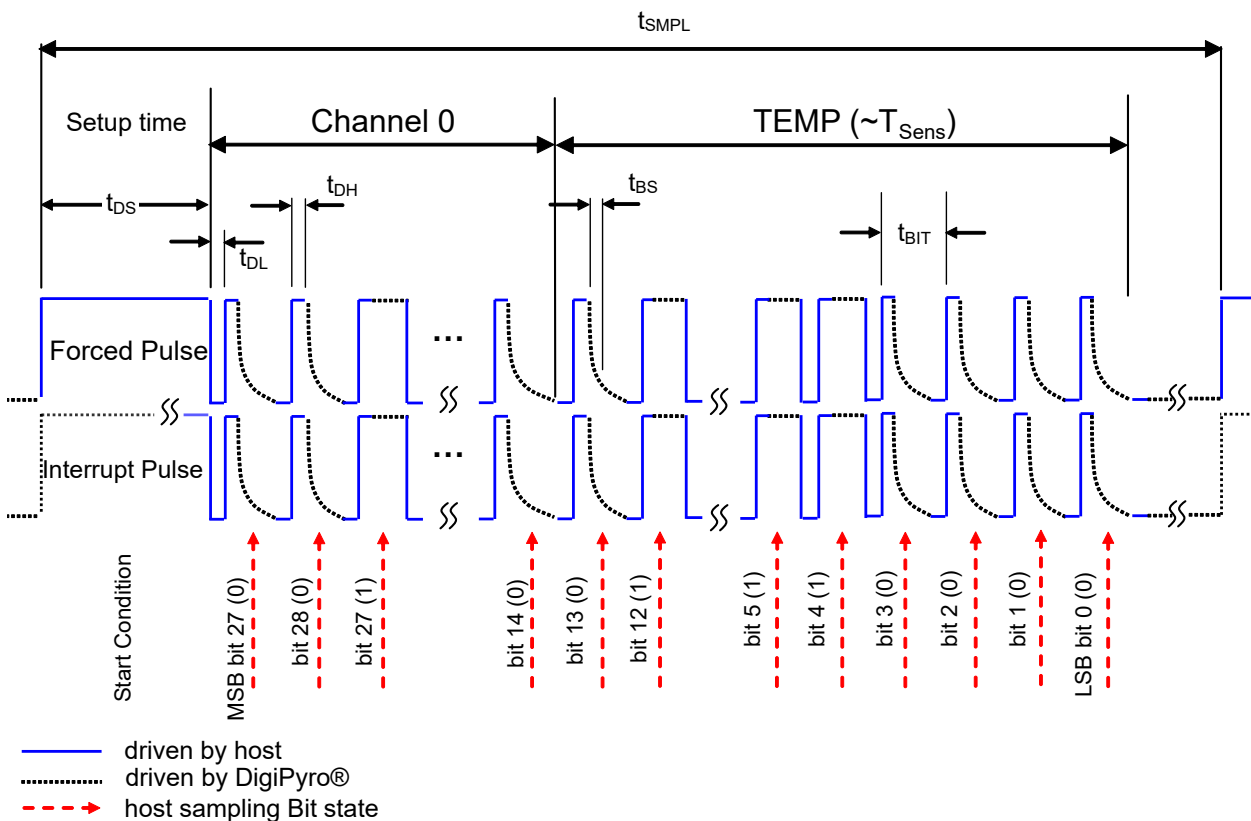 tSMPL
Setup time
Channel 0
TEMP (~TSens)
tDS
tDH
tDL
tBS
tBIT
Forced Pulse
...
Interrupt Pulse
...
Start Condition
MSB bit 27 (0)
bit 28 (0)
bit 27 (1)
bit 14 (0)
bit 13 (0)
bit 12 (1)
bit 5 (1)
bit 4 (1)
bit 3 (0)
bit 2 (0)
bit 1 (0)
LSB bit 0 (0)
driven by host
driven by DigiPyro®
host sampling Bit state